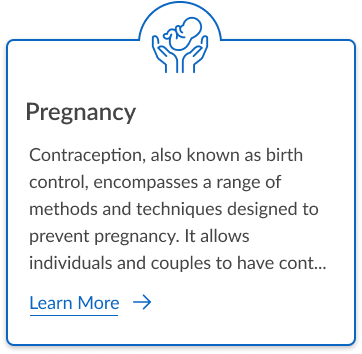 Pregnancy
Contraception, also known as birth
control, encompasses a range of
methods and techniques designed to
prevent pregnancy. It allows
individuals and couples to have cont...
Learn More